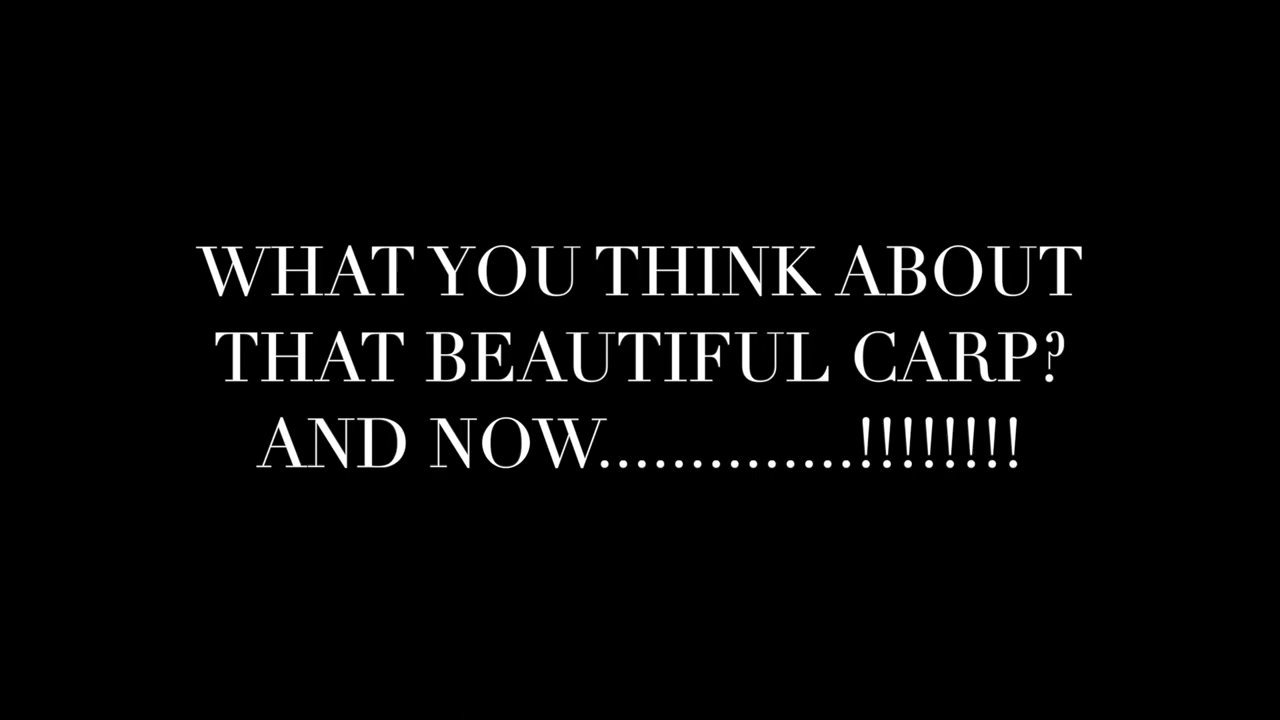 WHAT YOU THINK ABOUT
THAT BEAUTIFUL CARP?
AND NOW..............!!!!!!!!